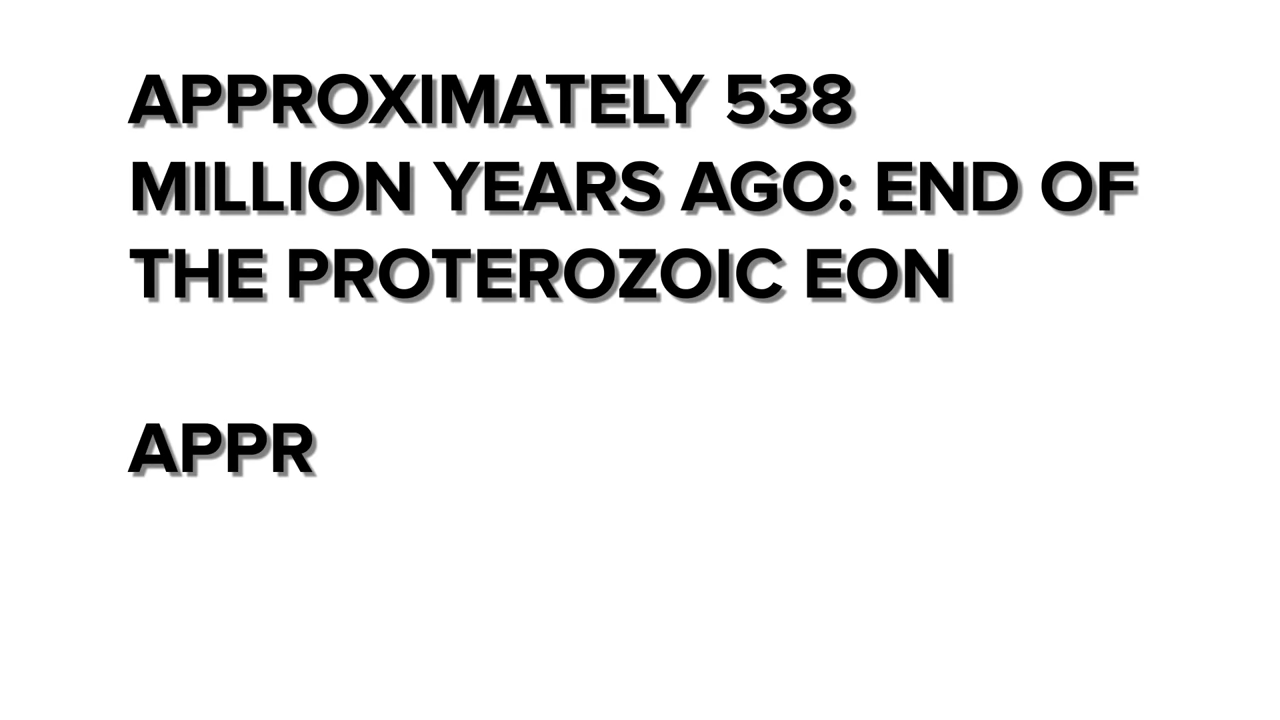 APPROXIMATELY 538
MILLION YEARS AGO: END OF
THE PROTEROZOIC EON
APPR